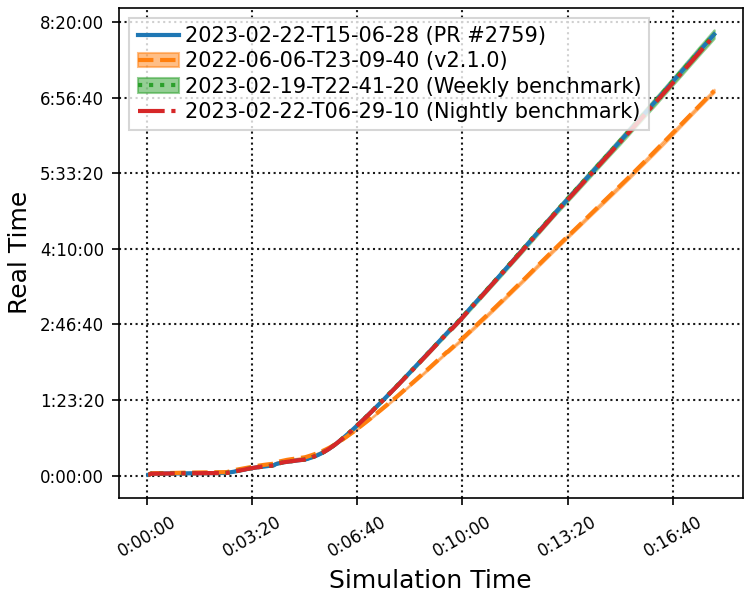 8:20:00
6:56:40
5:33:20
4:10:00
2:46:40
1:23:20
0:00:00
Real Time
2023-02-22-T15-06-28 (PR #2759)
2022-06-06-T23-09-40 (v2.1.0)
2023-02-19-T22-41-20 (Weekly benchmark)
2023-02-22-T06-29-10 (Nightly benchmark)
0:00:00
0:03:20
0:06:40
0:10:00
0:13:20
0:16:40
Simulation Time